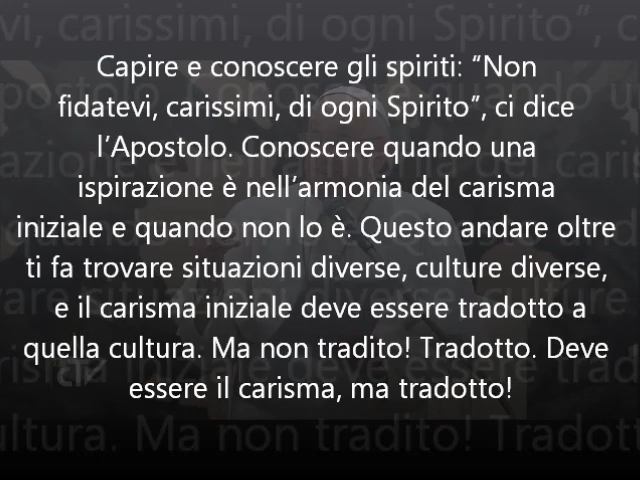 Capire e conoscere gli spiriti: “Non
fidatevi, carissimi, di ogni Spirito”, ci dice
l’Apostolo. Conoscere quando una
ispirazione è nell’armonia del carisma
iniziale e quando non lo è. Questo andare oltre
ti fa trovare situazioni diverse, culture diverse,
e il carisma iniziale deve essere tradotto a
quella cultura. Ma non tradito! Tradotto. Deve
essere il carisma, ma tradotto!